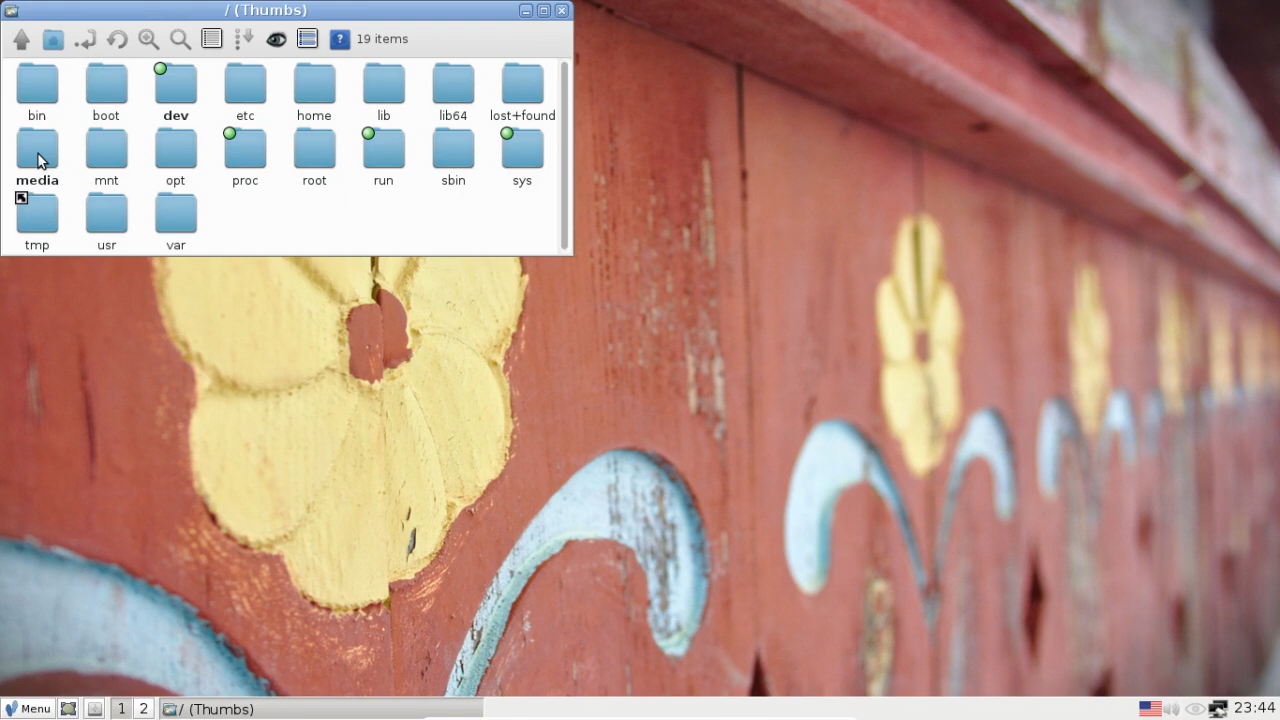 / (Thumbs)
? 19 items
bin boot dev etc home lib lib64 lost+found
media mnt opt proc root run sbin sys
tmp usr var
Menu 1 2 / (Thumbs) 23:44